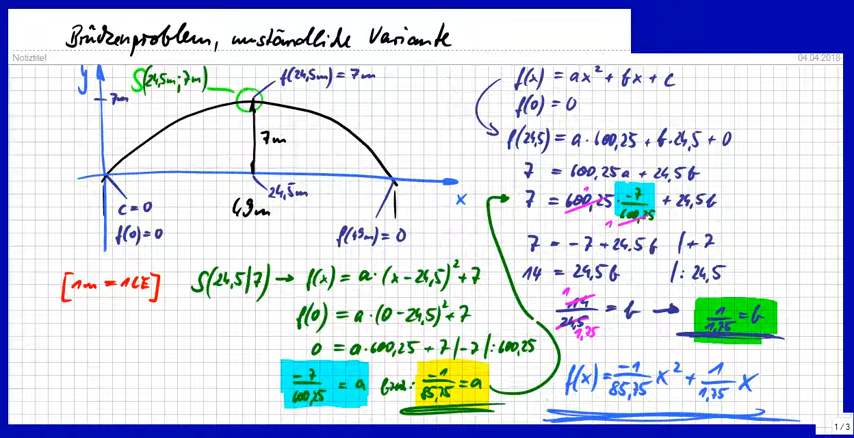 Brückenproblem, umständliche Variante
Notiztitel
04.04.2018
y
S(24,5m; 7m)
f(24,5m) = 7m
7m
7m
24,5m
x
c = 0
f(0) = 0
49m
f(49m) = 0
[1m = 1LE]
S(24,5|7) → f(x) = a·(x-24,5)² + 7
f(0) = a·(0-24,5)² + 7
0 = a·600,25 + 7 |-7 |:600,25
-7/600,25 = a bzw.: -1/85,75 = a
f(x) = ax² + bx + c
f(0) = 0
f(24,5) = a·600,25 + b·24,5 + 0
7 = 600,25a + 24,5b
7 = 600,25 · -7/600,25 + 24,5b
7 = -7 + 24,5b |+7
14 = 24,5b |:24,5
14/24,5 = b → 1/1,75 = b
1
1,75
f(x) = -1/85,75 x² + 1/1,75 x
1 / 3